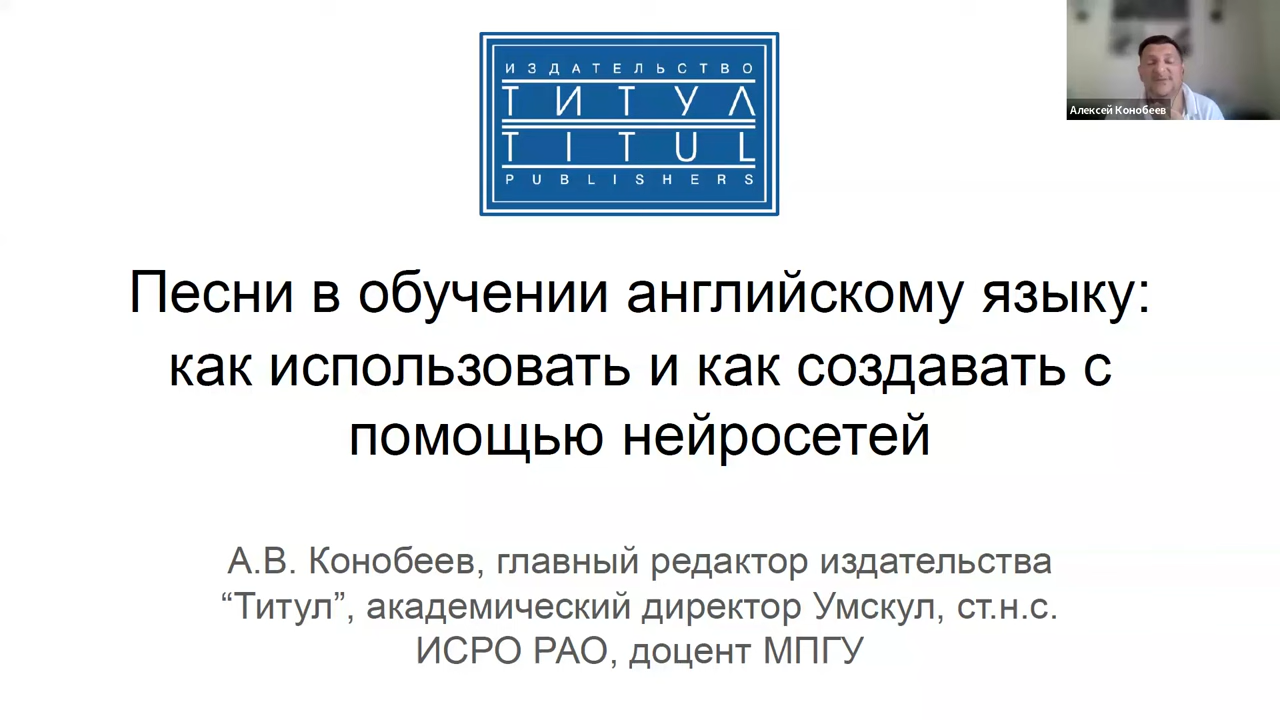 ИЗДАТЕЛЬСТВО
ТИТУЛ
TITUL
PUBLISHERS
Алексей Конобеев
Песни в обучении английскому языку:
как использовать и как создавать с
помощью нейросетей
А.В. Конобеев, главный редактор издательства
“Титул”, академический директор Умскул, ст.н.с.
ИСРО РАО, доцент МПГУ